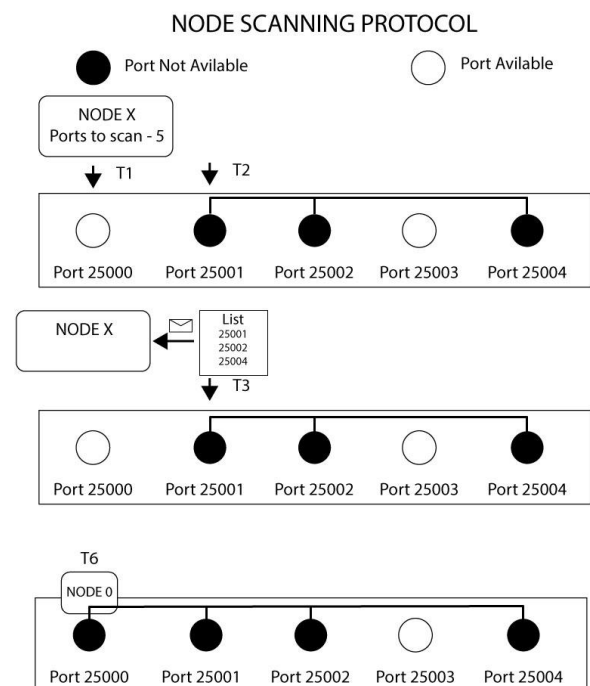 NODE SCANNING PROTOCOL
Port Not Avilable
Port Avilable
NODE X
Ports to scan - 5
T1
T2
Port 25000
Port 25001
Port 25002
Port 25003
Port 25004
NODE X
List
25001
25002
25004
T3
Port 25000
Port 25001
Port 25002
Port 25003
Port 25004
T6
NODE 0
Port 25000
Port 25001
Port 25002
Port 25003
Port 25004